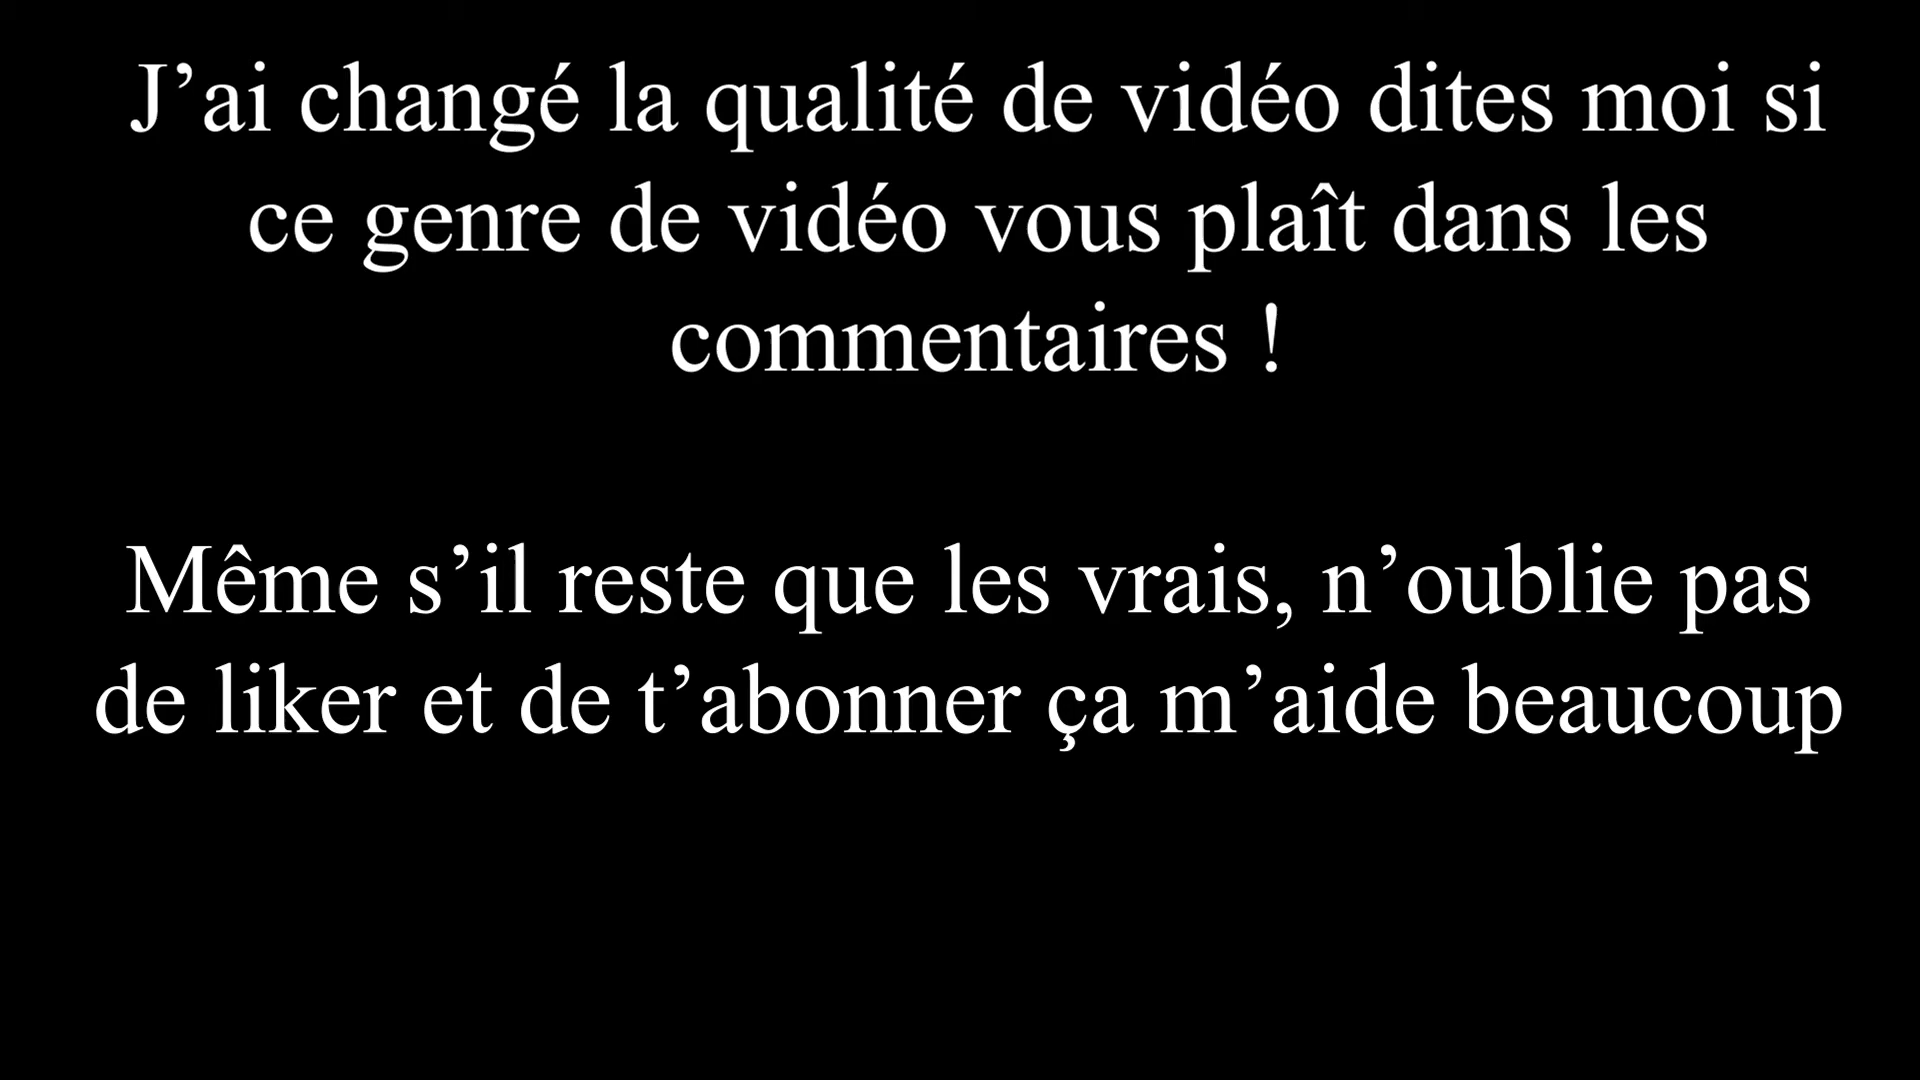 J’ai changé la qualité de vidéo dites moi si
ce genre de vidéo vous plaît dans les
commentaires !
Même s’il reste que les vrais, n’oublie pas
de liker et de t’abonner ça m’aide beaucoup